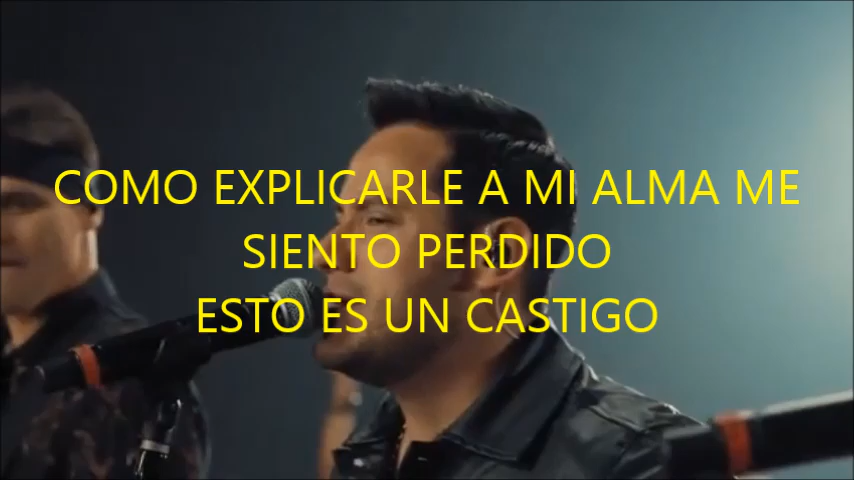 COMO EXPLICARLE A MI ALMA ME
SIENTO PERDIDO
ESTO ES UN CASTIGO